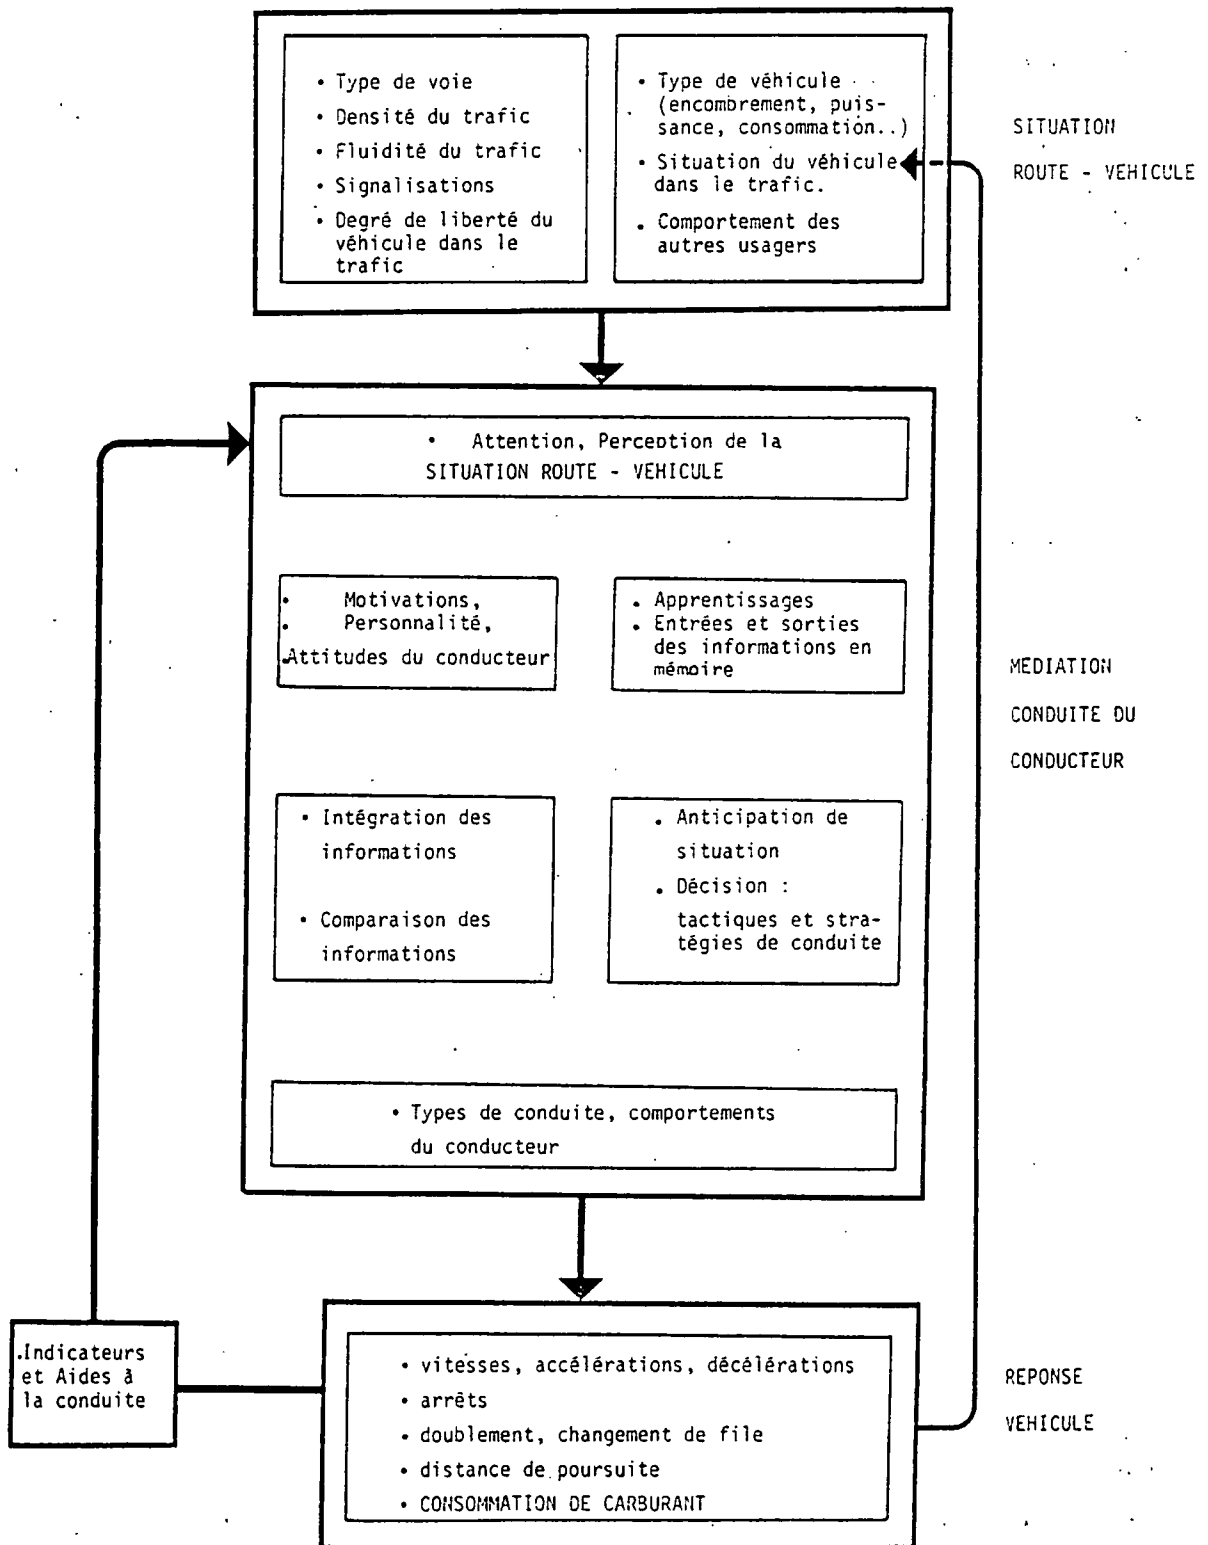 • Type de voie
• Densité du trafic
• Fluidité du trafic
• Signalisations
• Degré de liberté du
véhicule dans le
trafic
• Type de véhicule
(encombrement, puis-
sance, consommation..)
• Situation du véhicule
dans le trafic.
• Comportement des
autres usagers
SITUATION
ROUTE - VEHICULE
• Attention, Perception de la
SITUATION ROUTE - VEHICULE
• Motivations,
• Personnalité,
• Attitudes du conducteur
• Apprentissages
• Entrées et sorties
des informations en
mémoire
MEDIATION
CONDUITE DU
CONDUCTEUR
• Intégration des
informations
• Comparaison des
informations
• Anticipation de
situation
• Décision :
tactiques et stra-
tégies de conduite
• Types de conduite, comportements
du conducteur
.Indicateurs
et Aides à
la conduite
• vitesses, accélérations, décélérations
• arrêts
• doublement, changement de file
• distance de poursuite
• CONSOMMATION DE CARBURANT
REPONSE
VEHICULE